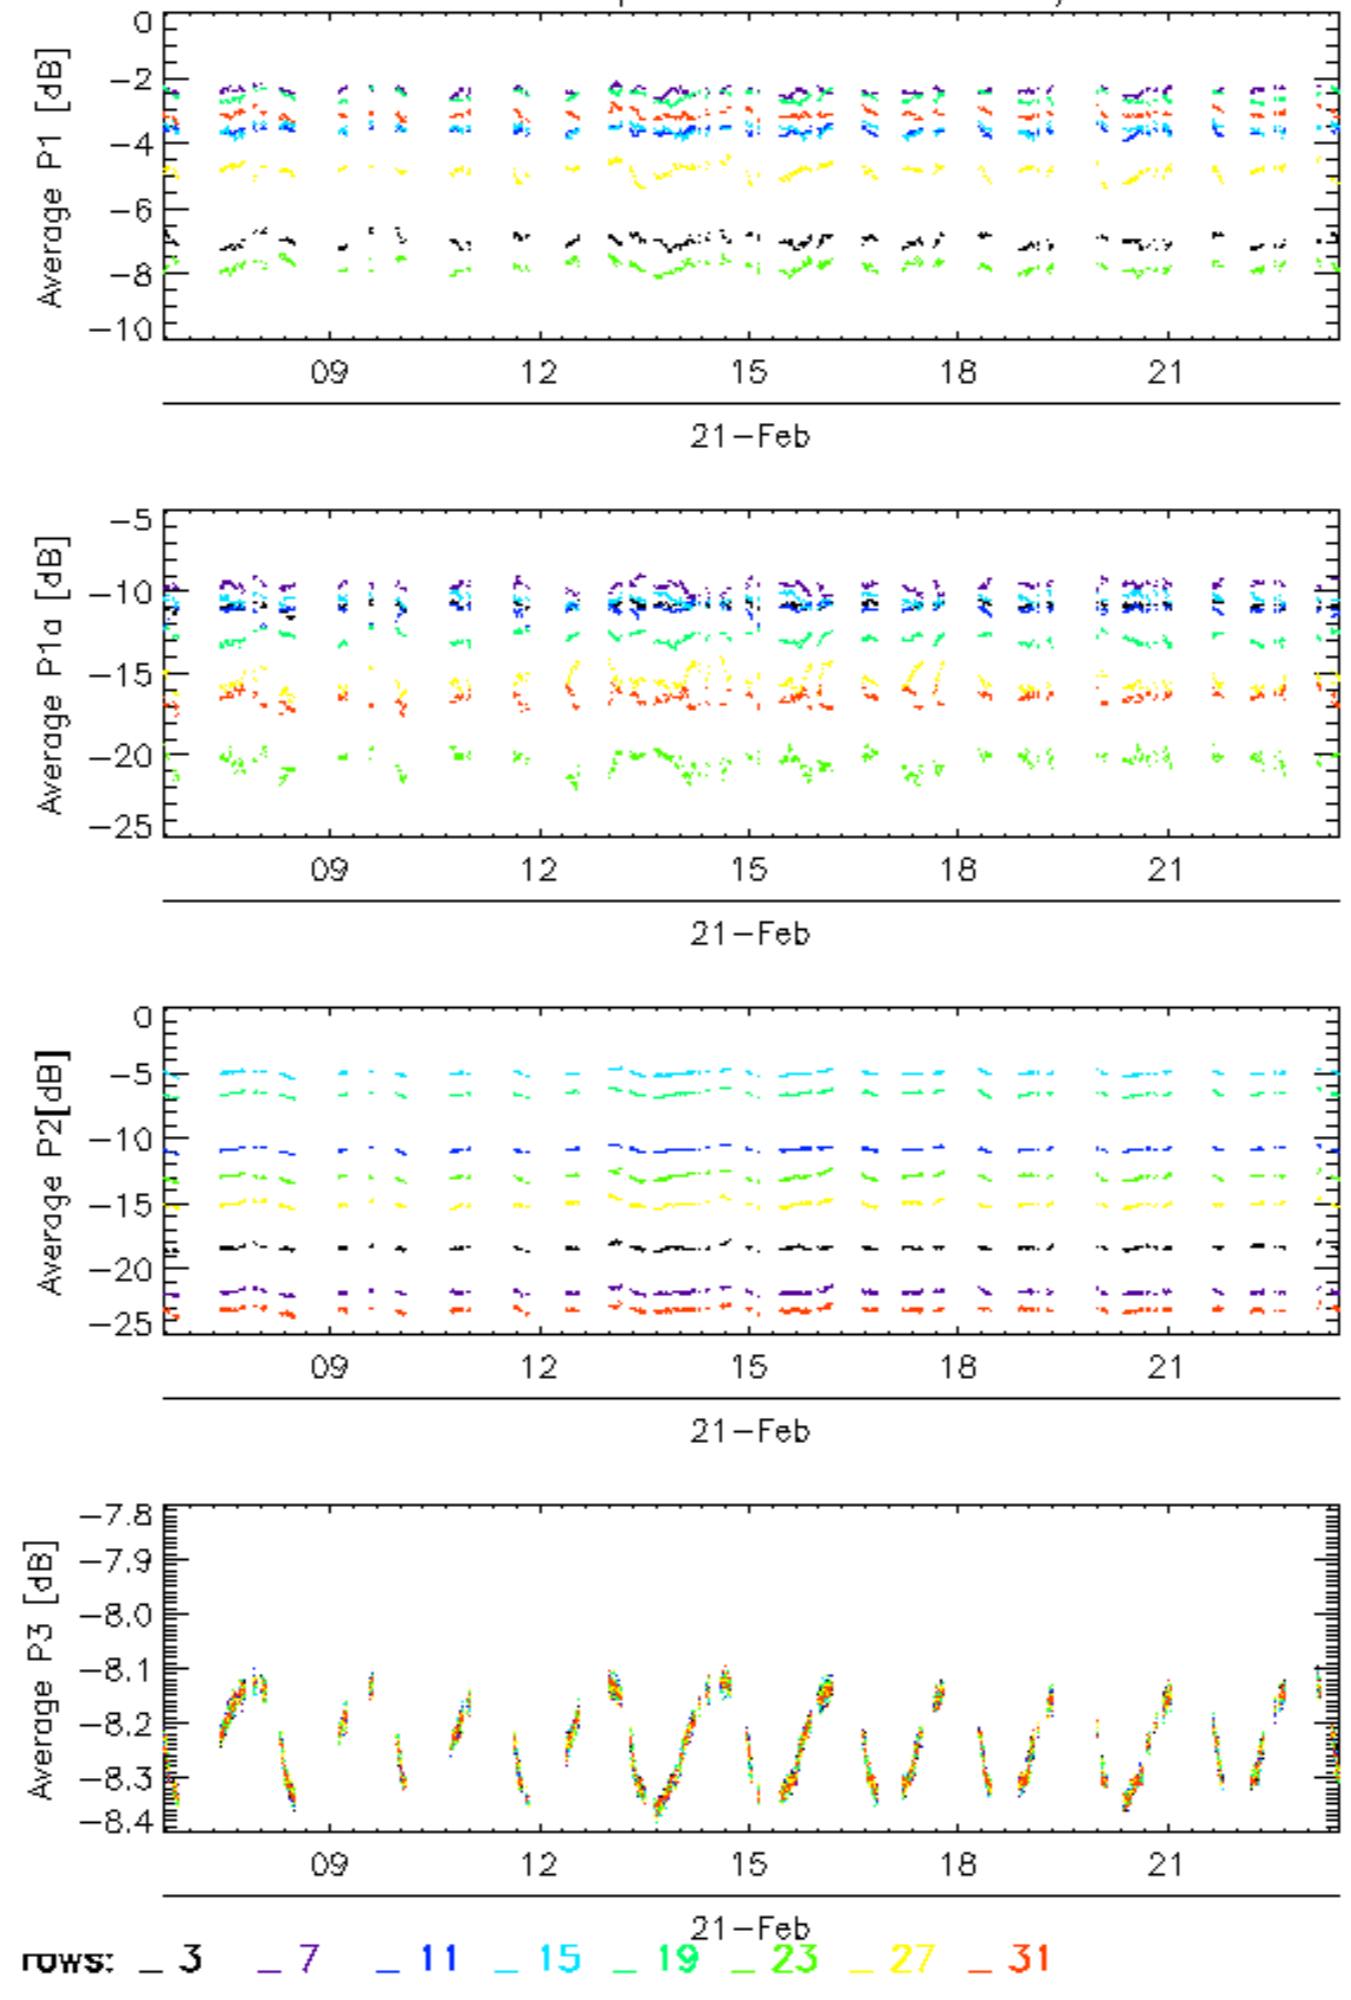 0
−2
−4
−6
−8
−10
Average P1 [dB]
09 12 15 18 21
21−Feb
−5
−10
−15
−20
−25
Average P1a [dB]
09 12 15 18 21
21−Feb
0
−5
−10
−15
−20
−25
Average P2[dB]
09 12 15 18 21
21−Feb
−7.8
−7.9
−8.0
−8.1
−8.2
−8.3
−8.4
Average P3 [dB]
09 12 15 18 21
21−Feb
rows: _ 3 _ 7 _ 11 _ 15 _ 19 _ 23 _ 27 _ 31